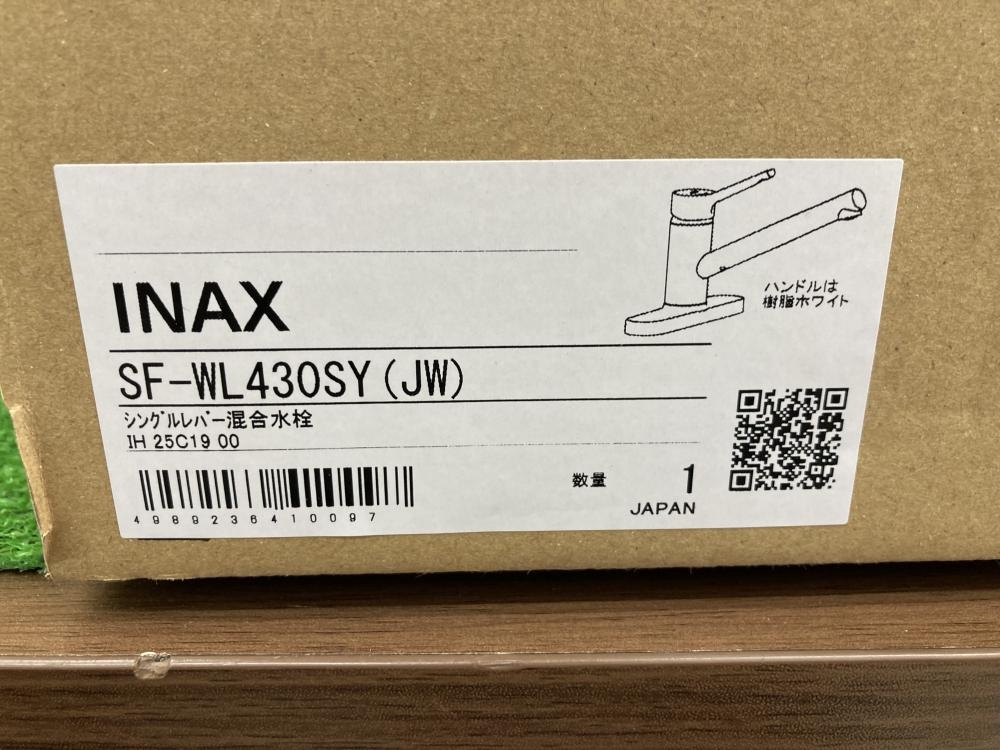 INAX
ハンドルは
樹脂ホワイト
SF-WL430SY(JW)
シングルレバー混合水栓
IH 25C19 00
数量 1
JAPAN
4989236410097